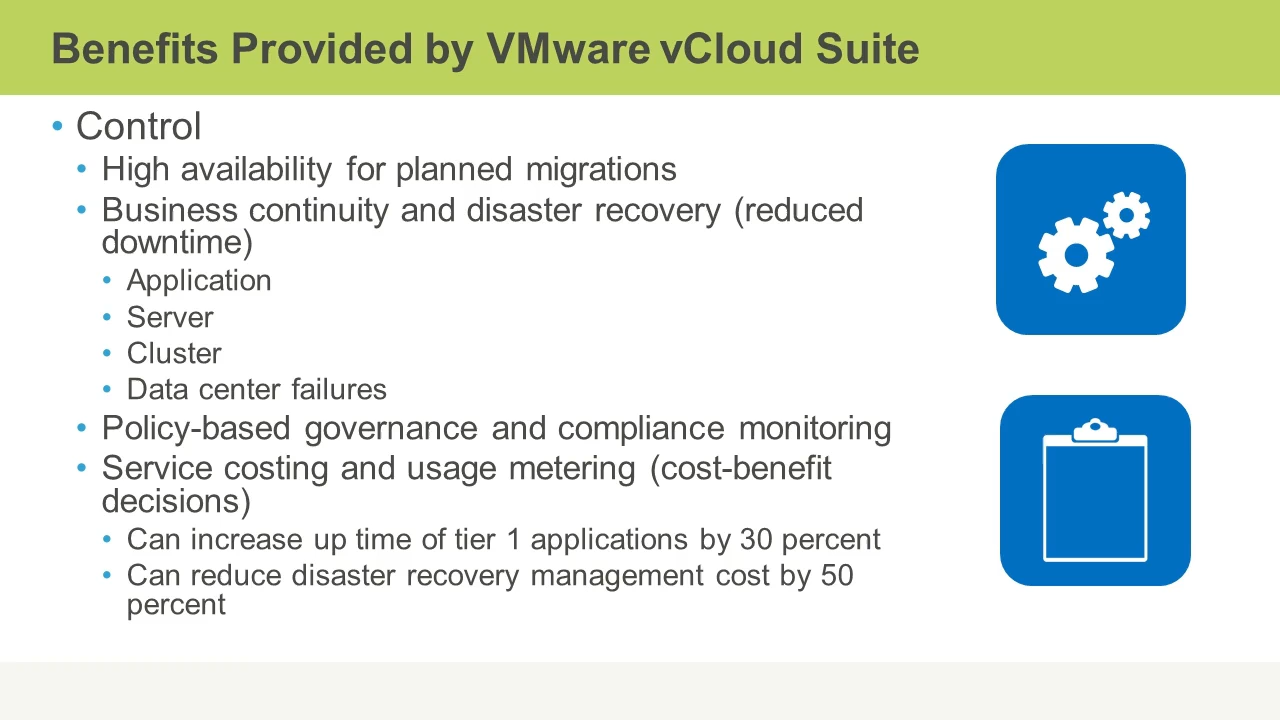 Benefits Provided by VMware vCloud Suite
• Control
• High availability for planned migrations
• Business continuity and disaster recovery (reduced
downtime)
• Application
• Server
• Cluster
• Data center failures
• Policy-based governance and compliance monitoring
• Service costing and usage metering (cost-benefit
decisions)
• Can increase up time of tier 1 applications by 30 percent
• Can reduce disaster recovery management cost by 50
percent